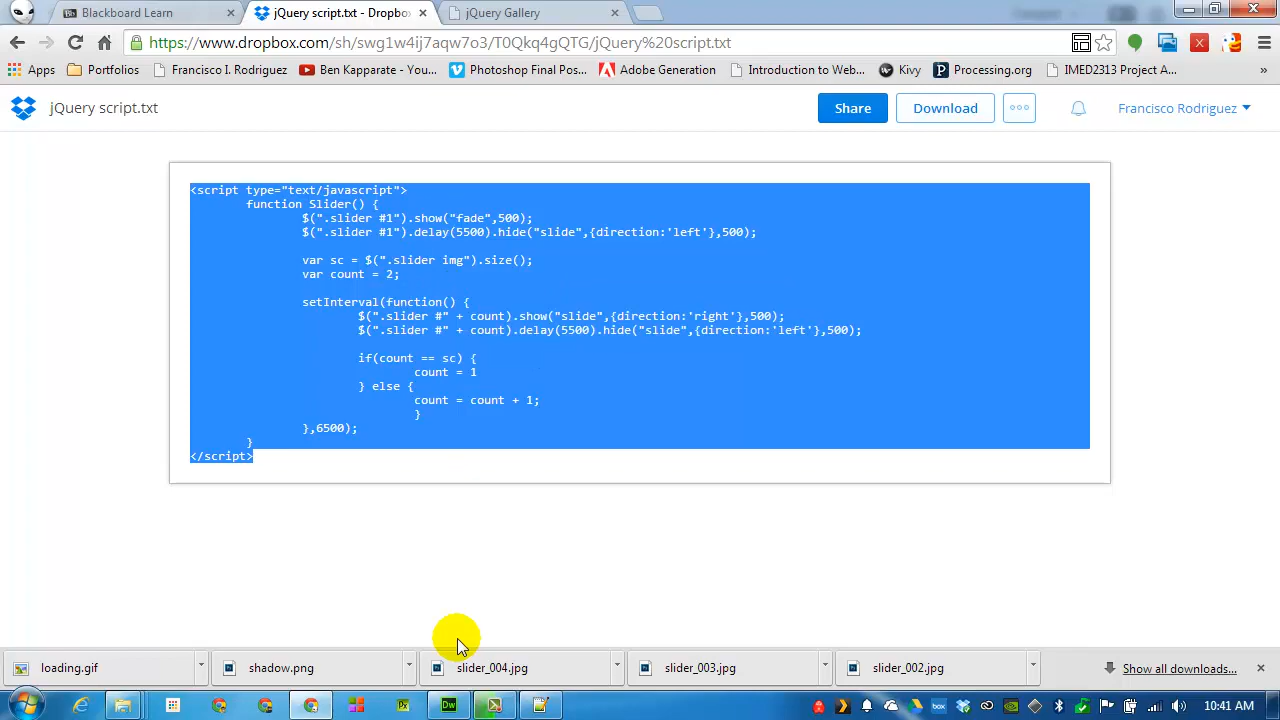 Blackboard Learn
jQuery script.txt - Dropbo
jQuery Gallery
https://www.dropbox.com/sh/swg1w4ij7aqw7o3/T0Qkq4gQTG/jQuery%20script.txt
Apps Portfolios Francisco I. Rodriguez Ben Kapparate - You... Photoshop Final Pos... Adobe Generation Introduction to Web... Kivy Processing.org IMED2313 Project A... »
jQuery script.txt Share Download Francisco Rodriguez
<script type="text/javascript">
function Slider() {
$(".slider #1").show("fade",500);
$(".slider #1").delay(5500).hide("slide",{direction:'left'},500);
var sc = $(".slider img").size();
var count = 2;
setInterval(function() {
$(".slider #" + count).show("slide",{direction:'right'},500);
$(".slider #" + count).delay(5500).hide("slide",{direction:'left'},500);
if(count == sc) {
count = 1
} else {
count = count + 1;
}
},6500);
}
</script>
loading.gif shadow.png slider_004.jpg slider_003.jpg slider_002.jpg Show all downloads...
Dw box 10:41 AM